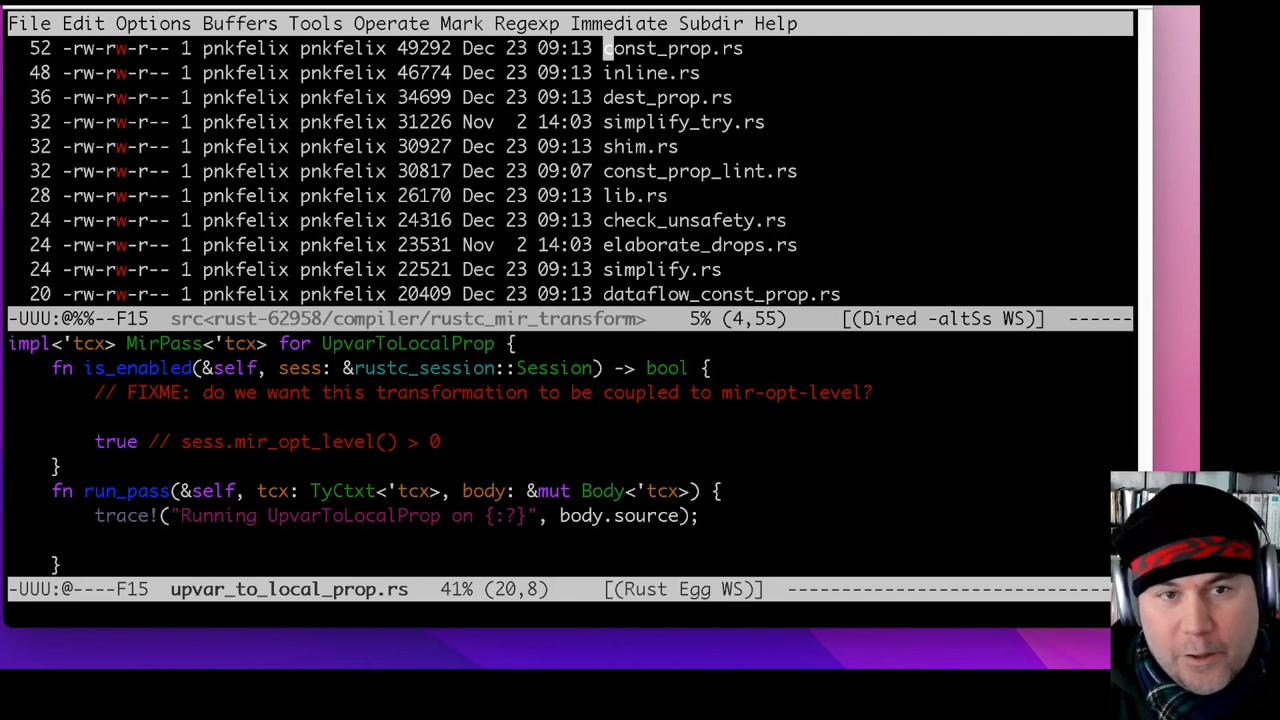 File Edit Options Buffers Tools Operate Mark Regexp Immediate Subdir Help
52 -rw-rw-r-- 1 pnkfelix pnkfelix 49292 Dec 23 09:13 const_prop.rs
48 -rw-rw-r-- 1 pnkfelix pnkfelix 46774 Dec 23 09:13 inline.rs
36 -rw-rw-r-- 1 pnkfelix pnkfelix 34699 Dec 23 09:13 dest_prop.rs
32 -rw-rw-r-- 1 pnkfelix pnkfelix 31226 Nov  2 14:03 simplify_try.rs
32 -rw-rw-r-- 1 pnkfelix pnkfelix 30927 Dec 23 09:13 shim.rs
32 -rw-rw-r-- 1 pnkfelix pnkfelix 30817 Dec 23 09:07 const_prop_lint.rs
28 -rw-rw-r-- 1 pnkfelix pnkfelix 26170 Dec 23 09:13 lib.rs
24 -rw-rw-r-- 1 pnkfelix pnkfelix 24316 Dec 23 09:13 check_unsafety.rs
24 -rw-rw-r-- 1 pnkfelix pnkfelix 23531 Nov  2 14:03 elaborate_drops.rs
24 -rw-rw-r-- 1 pnkfelix pnkfelix 22521 Dec 23 09:13 simplify.rs
20 -rw-rw-r-- 1 pnkfelix pnkfelix 20409 Dec 23 09:13 dataflow_const_prop.rs
-UUU:@%%--F15  src<rust-62958/compiler/rustc_mir_transform>    5% (4,55)     [(Dired -altSs WS)]  ------
impl<'tcx> MirPass<'tcx> for UpvarToLocalProp {
    fn is_enabled(&self, sess: &rustc_session::Session) -> bool {
        // FIXME: do we want this transformation to be coupled to mir-opt-level?
        true // sess.mir_opt_level() > 0
    }
    fn run_pass(&self, tcx: TyCtxt<'tcx>, body: &mut Body<'tcx>) {
        trace!("Running UpvarToLocalProp on {:?}", body.source);
    }
-UUU:@----F15  upvar_to_local_prop.rs   41% (20,8)     [(Rust Egg WS)]  ------------------------------